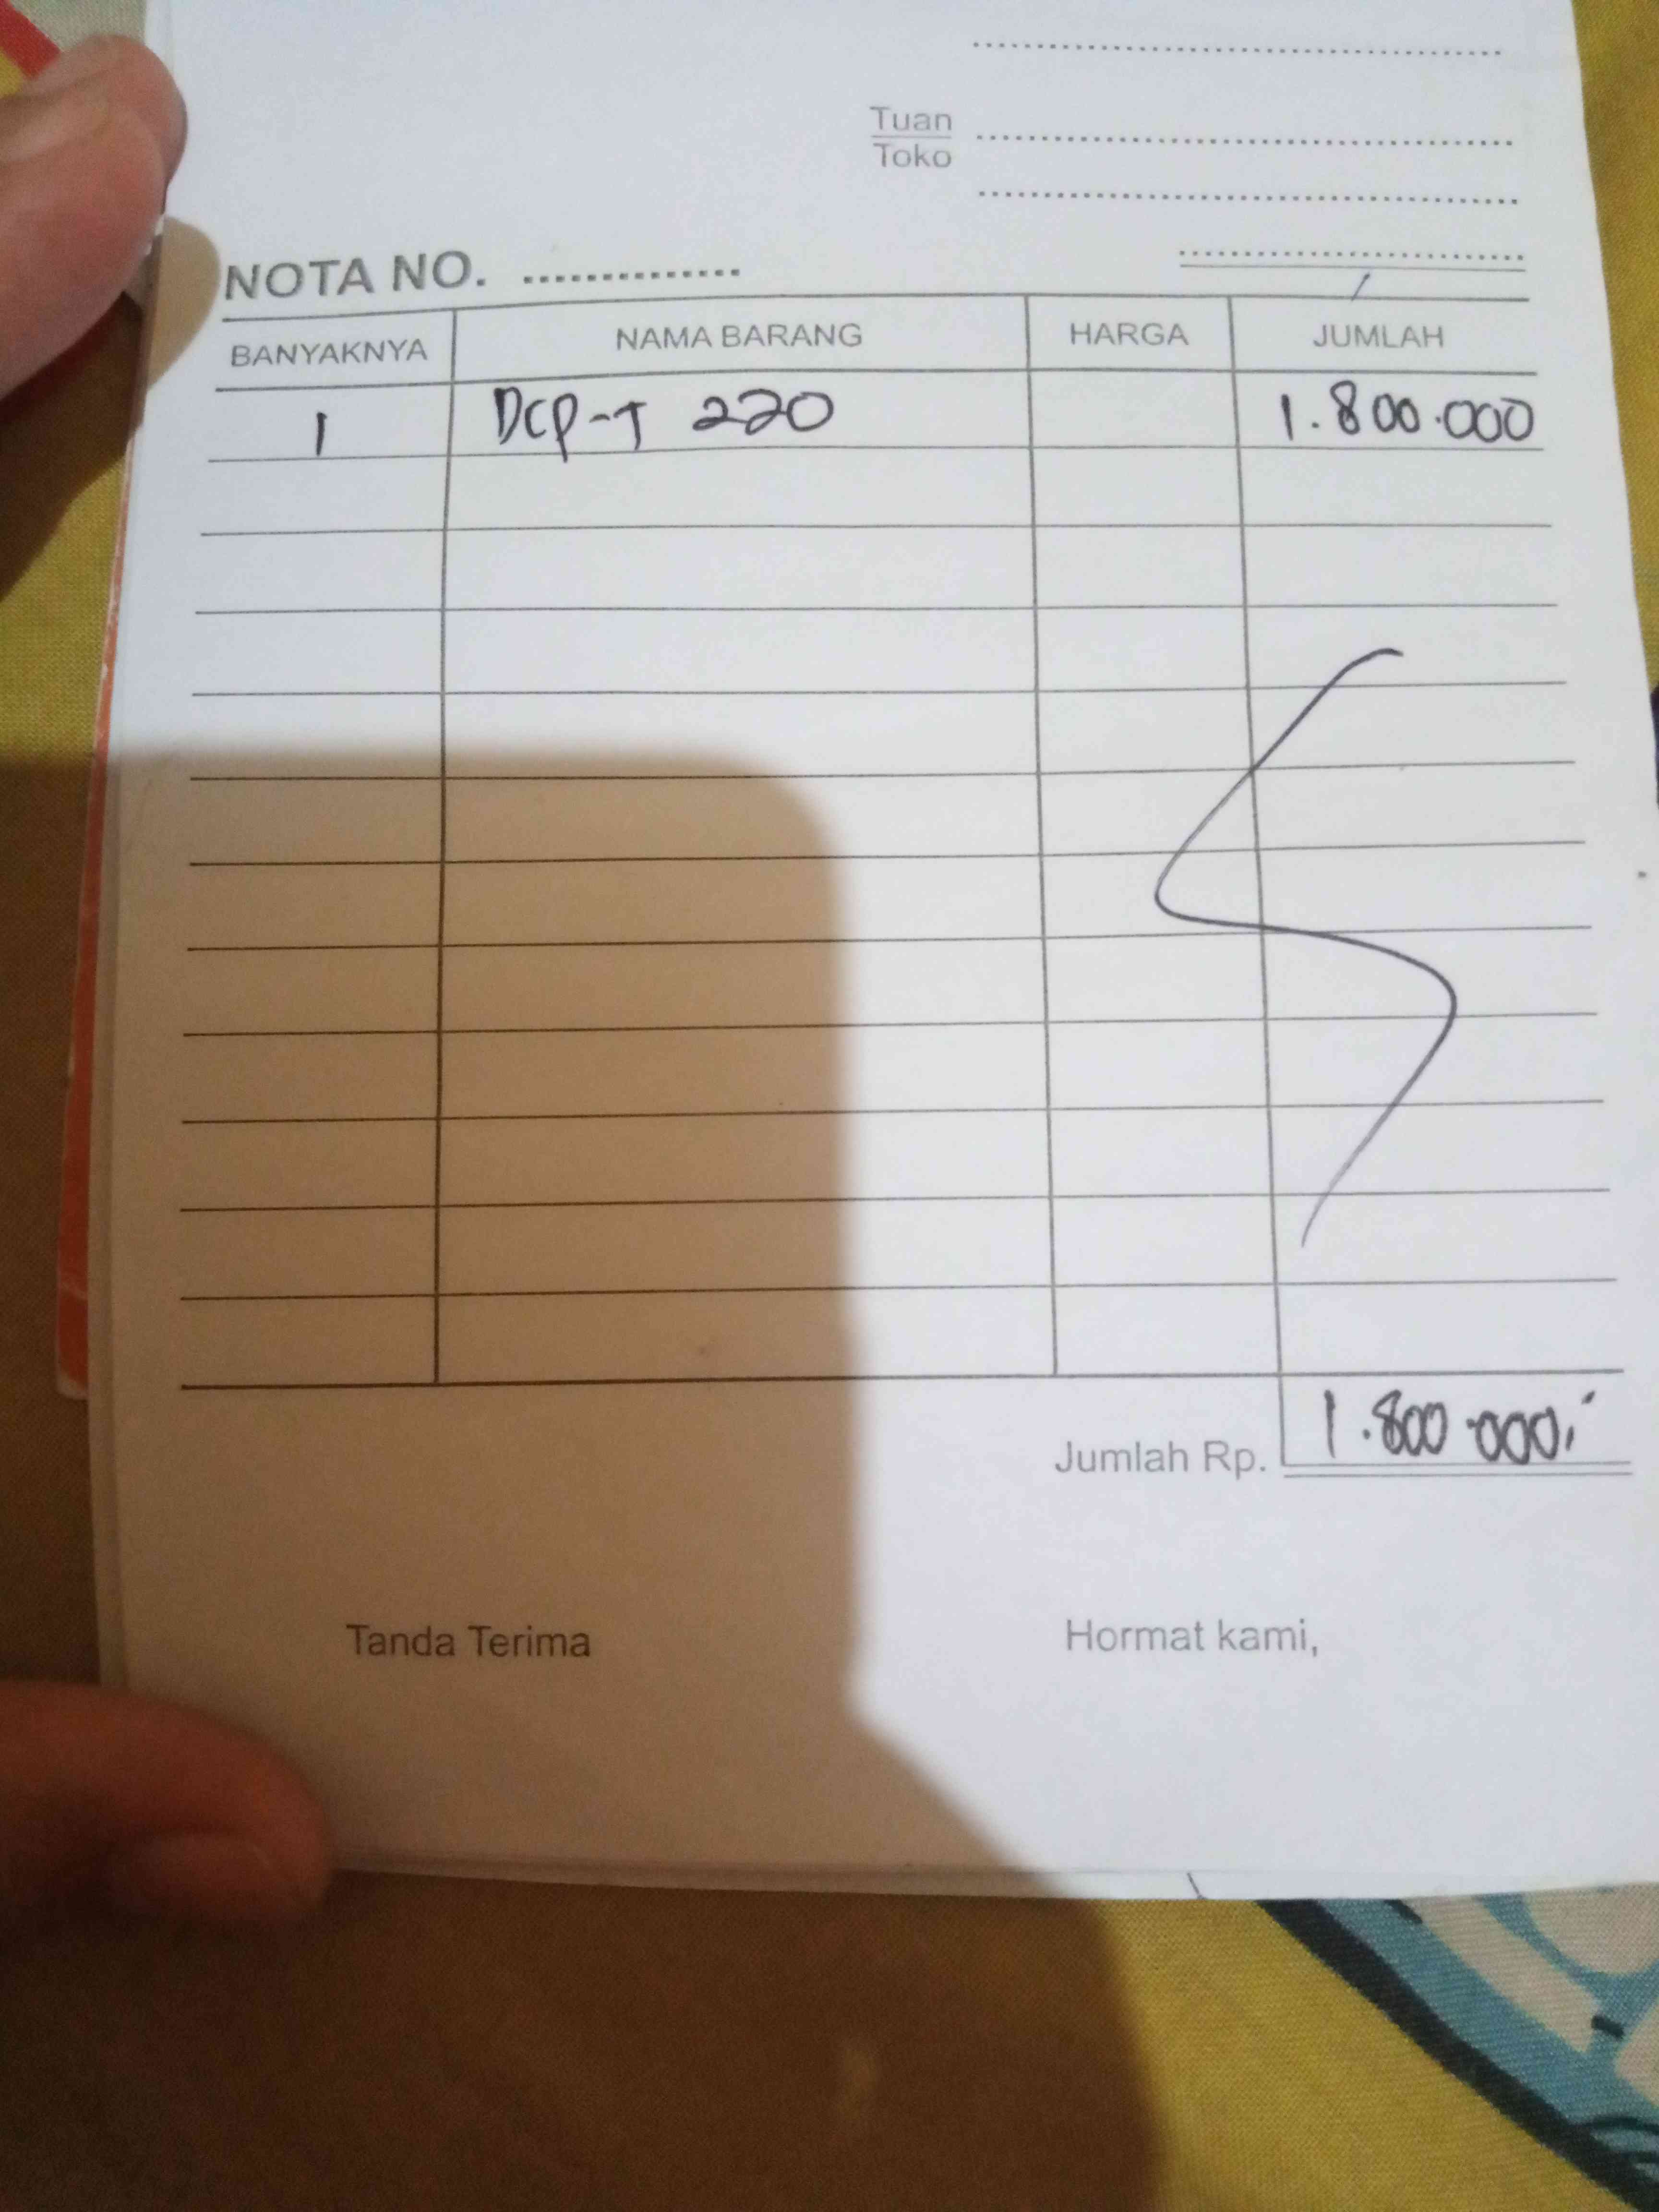 Tuan
Toko
NOTA NO. ..............
BANYAKNYA NAMA BARANG HARGA JUMLAH
1 DCP-T 220 1.800.000
Jumlah Rp. 1.800.000,-
Tanda Terima Hormat kami,